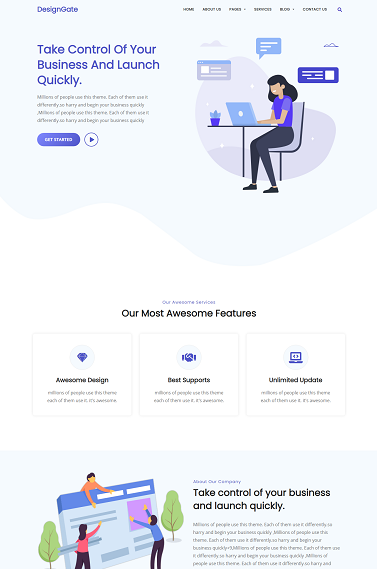 DesignGate
HOME ABOUT US PAGES SERVICES BLOG CONTACT US
Take Control Of Your
Business And Launch
Quickly.
Millions of people use this theme. Each of them use it
differently.so harry and begin your business quickly
.Millions of people use this theme. Each of them use it
differently.so harry and begin your business quickly
GET STARTED
Our Awesome Services
Our Most Awesome Features
Awesome Design
millions of people use this theme
each of them use it. it's awesome.
Best Supports
millions of people use this theme
each of them use it. it's awesome.
Unlimited Update
millions of people use this theme
each of them use it. it's awesome.
About Our Company
Take control of your business
and launch quickly.
Millions of people use this theme. Each of them use it differently.so
harry and begin your business quickly .Millions of people use this
theme. Each of them use it differently.so harry and begin your
business quickly<9,Millions of people use this theme. Each of them use
it differently.so harry and begin your business quickly .Millions of
people use this theme. Each of them use it differently.so harry and